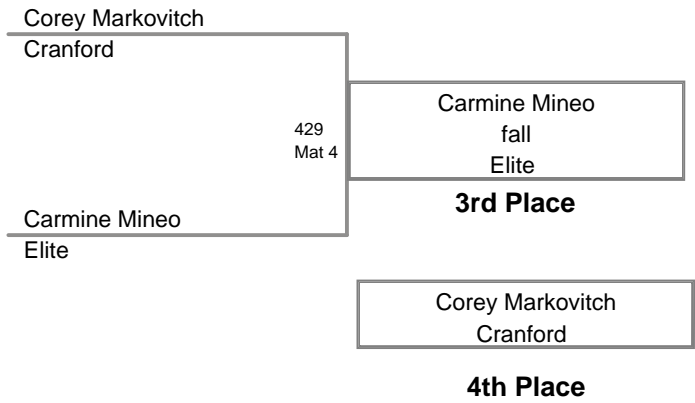 Corey Markovitch
Cranford
429
Mat 4
Carmine Mineo
fall
Elite
3rd Place
Carmine Mineo
Elite
Corey Markovitch
Cranford
4th Place